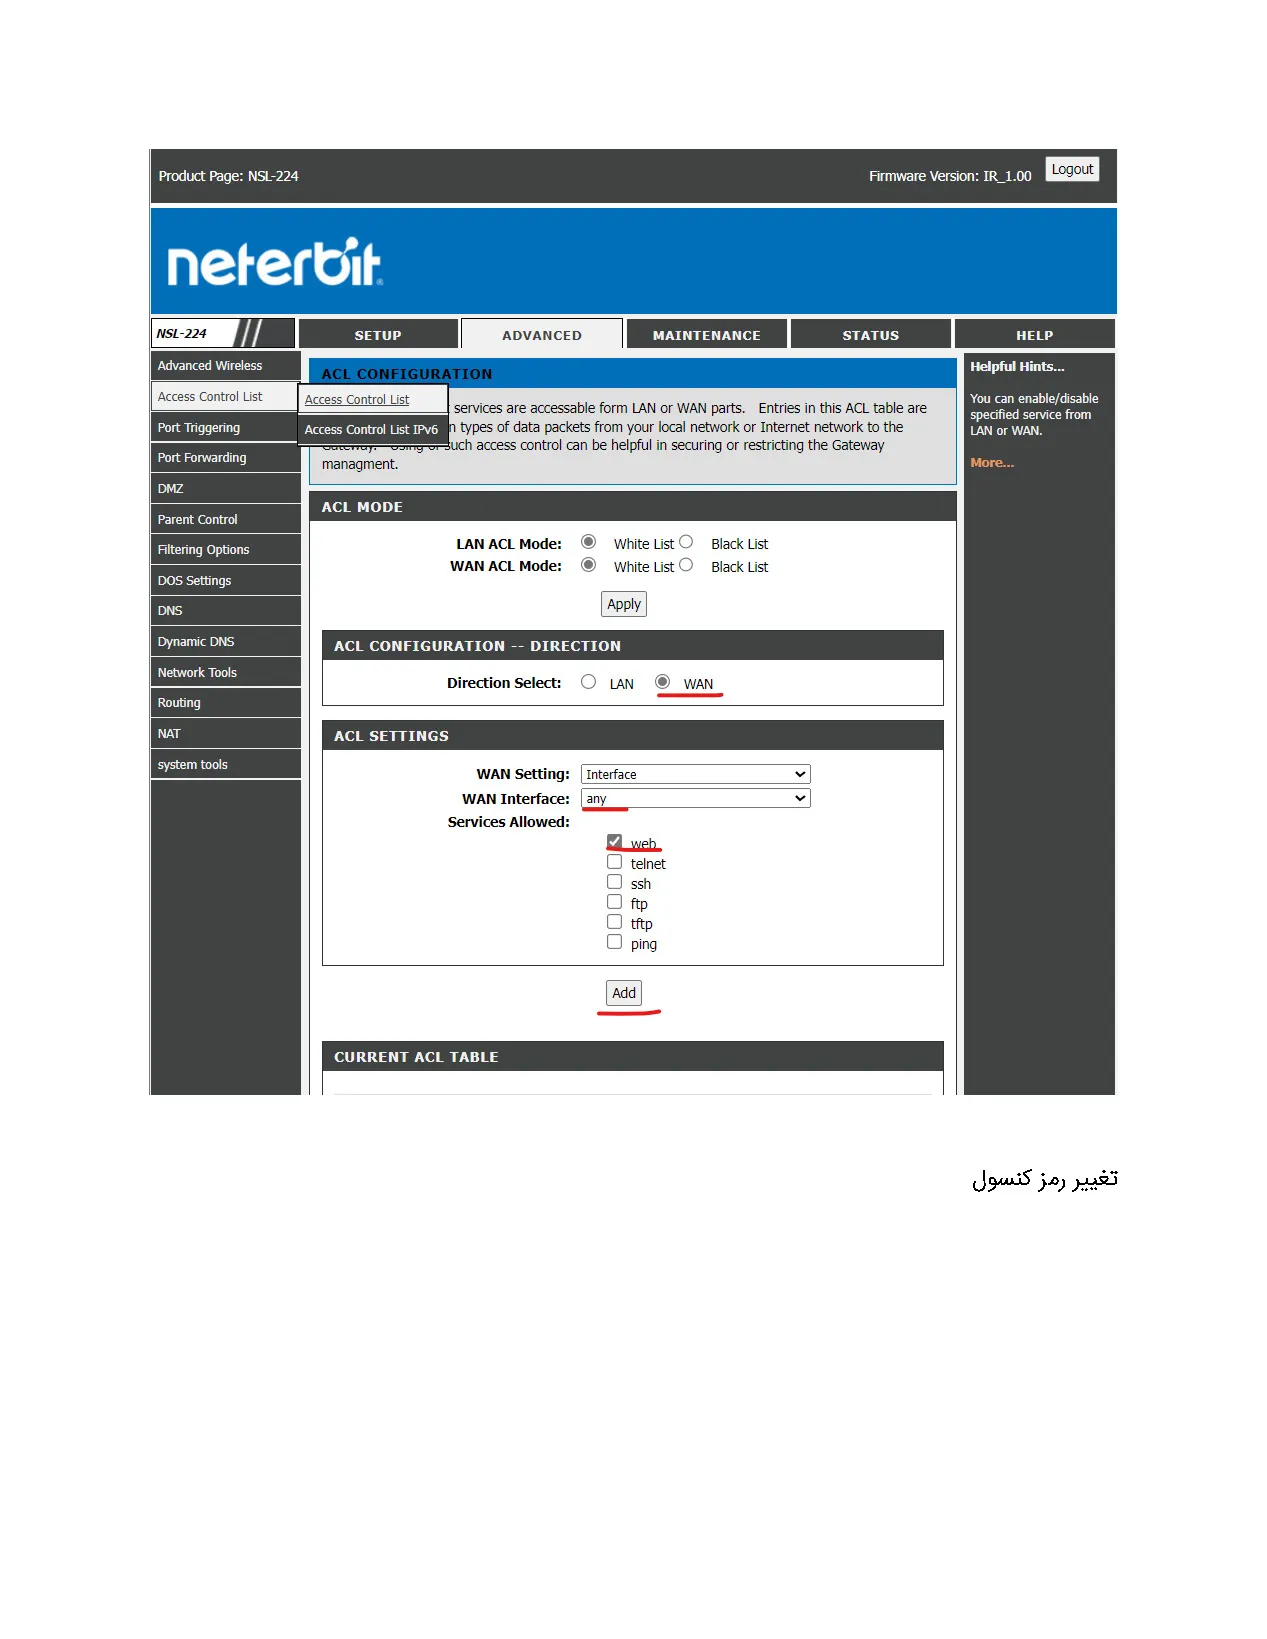 Product Page: NSL-224
Firmware Version: IR_1.00
Logout
neterbit
NSL-224
SETUP
ADVANCED
MAINTENANCE
STATUS
HELP
Advanced Wireless
Access Control List
Port Triggering
Port Forwarding
DMZ
Parent Control
Filtering Options
DOS Settings
DNS
Dynamic DNS
Network Tools
Routing
NAT
system tools
Access Control List
Access Control List IPv6
ACL CONFIGURATION
services are accessable form LAN or WAN parts. Entries in this ACL table are
types of data packets from your local network or Internet network to the
Gateway. Using of such access control can be helpful in securing or restricting the Gateway
managment.
ACL MODE
LAN ACL Mode: White List Black List
WAN ACL Mode: White List Black List
Apply
ACL CONFIGURATION -- DIRECTION
Direction Select: LAN WAN
ACL SETTINGS
WAN Setting: Interface
WAN Interface: any
Services Allowed:
web
telnet
ssh
ftp
tftp
ping
Add
CURRENT ACL TABLE
Helpful Hints...
You can enable/disable
specified service from
LAN or WAN.
More...
تغییر رمز کنسول